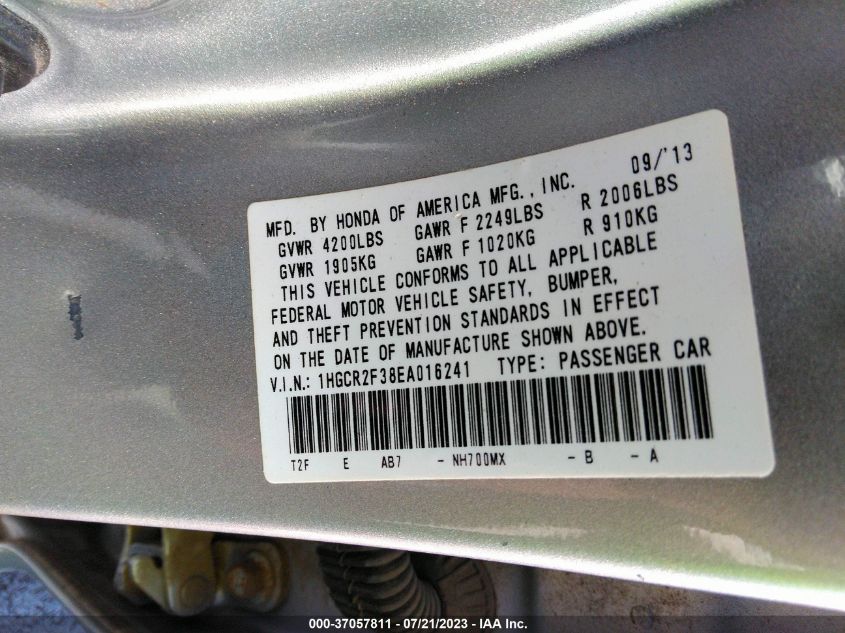 MFD. BY HONDA OF AMERICA MFG., INC. 09/'13
GVWR 4200LBS GAWR F 2249LBS R 2006LBS
GVWR 1905KG GAWR F 1020KG R 910KG
THIS VEHICLE CONFORMS TO ALL APPLICABLE
FEDERAL MOTOR VEHICLE SAFETY, BUMPER,
AND THEFT PREVENTION STANDARDS IN EFFECT
ON THE DATE OF MANUFACTURE SHOWN ABOVE.
V.I.N.: 1HGCR2F38EA016241 TYPE: PASSENGER CAR
T2F E AB7 - NH700MX - B - A
000-37057811 / 07/21/2023 - IAA Inc.